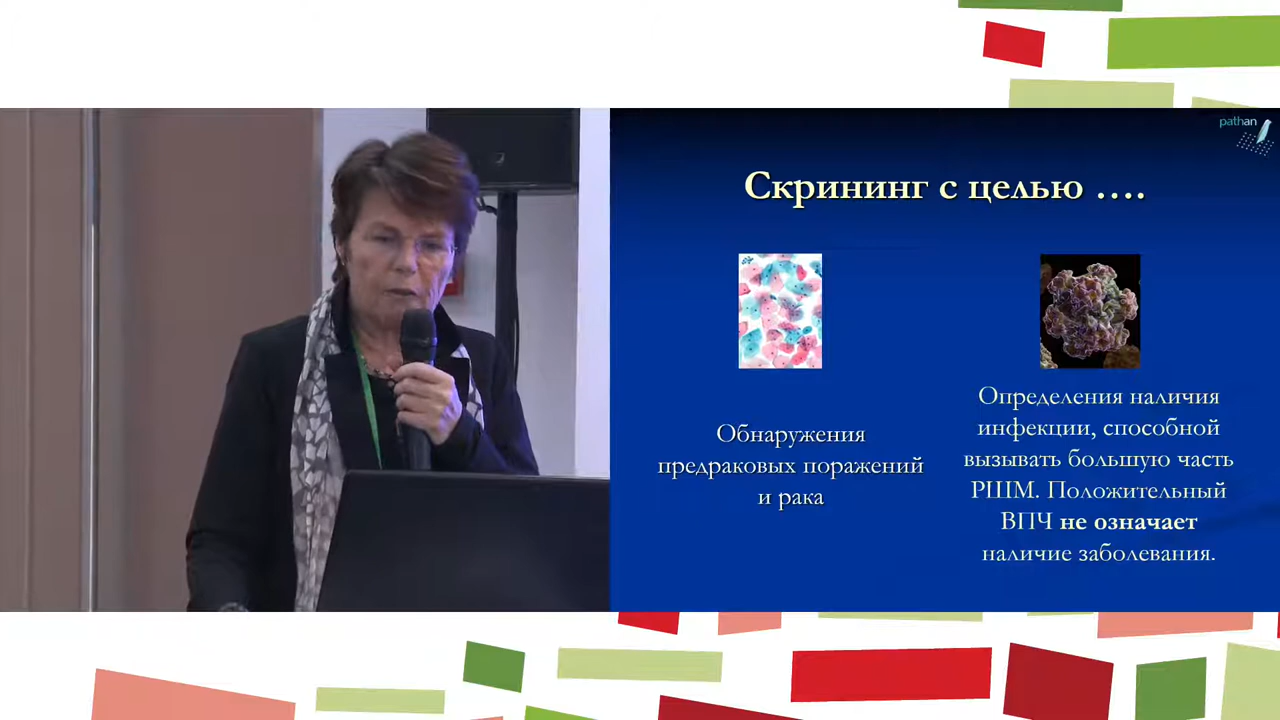 pathan
Скрининг с целью ….
Обнаружения
предраковых поражений
и рака
Определения наличия
инфекции, способной
вызывать большую часть
РШМ. Положительный
ВПЧ не означает
наличие заболевания.